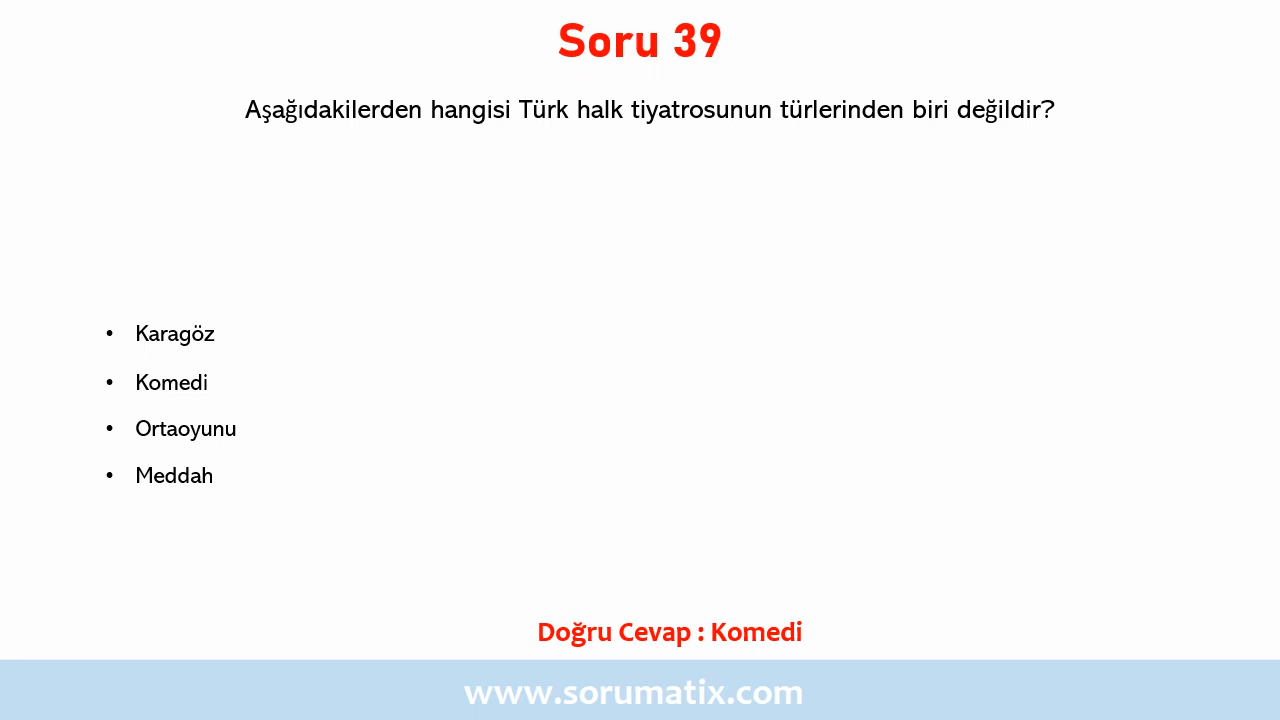 Soru 39
Aşağıdakilerden hangisi Türk halk tiyatrosunun türlerinden biri değildir?
• Karagöz
• Komedi
• Ortaoyunu
• Meddah
Doğru Cevap : Komedi
www.sorumatix.com